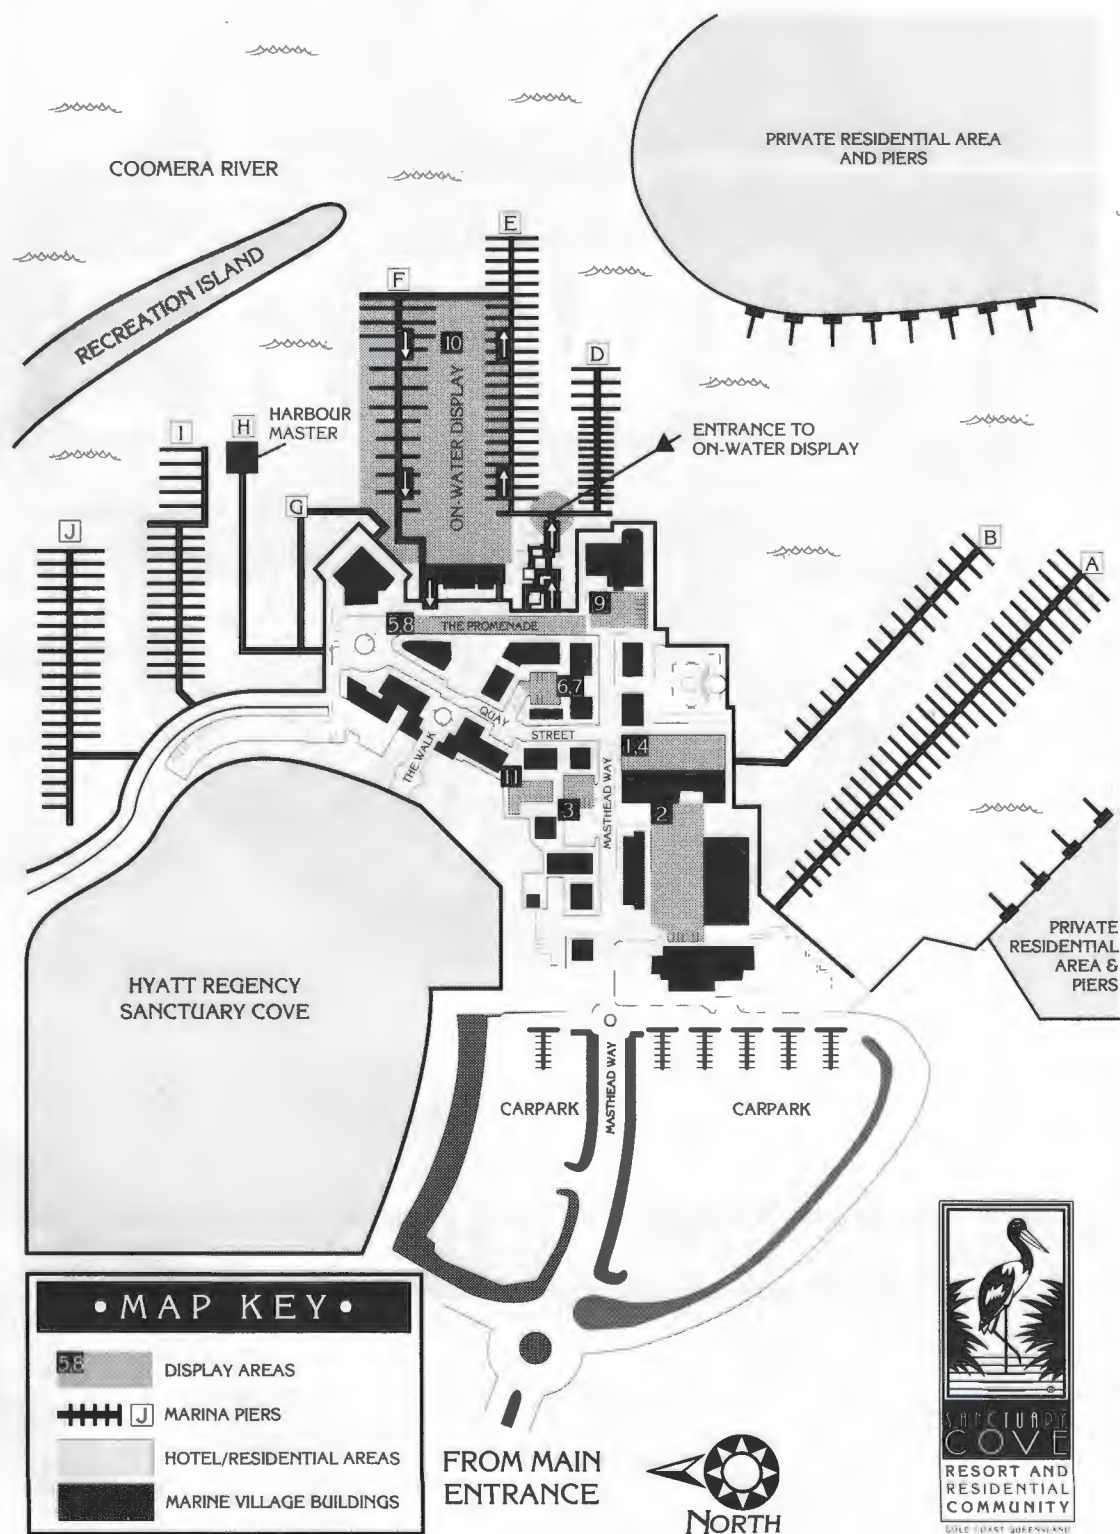 COOMERA RIVER
PRIVATE RESIDENTIAL AREA
AND PIERS
RECREATION ISLAND
E
F
10
ON-WATER DISPLAY
D
ENTRANCE TO
ON-WATER DISPLAY
I
H
HARBOUR
MASTER
G
J
B
A
9
5,8
THE PROMENADE
6,7
QUAY
STREET
THE WALK
1,4
11
3
MASTHEAD WAY
2
PRIVATE
RESIDENTIAL
AREA &
PIERS
HYATT REGENCY
SANCTUARY COVE
MASTHEAD WAY
CARPARK
CARPARK
• MAP KEY •
5,8
DISPLAY AREAS
J
MARINA PIERS
HOTEL/RESIDENTIAL AREAS
MARINE VILLAGE BUILDINGS
FROM MAIN
ENTRANCE
NORTH
SANCTUARY
COVE
RESORT AND
RESIDENTIAL
COMMUNITY
GOLD COAST QUEENSLAND